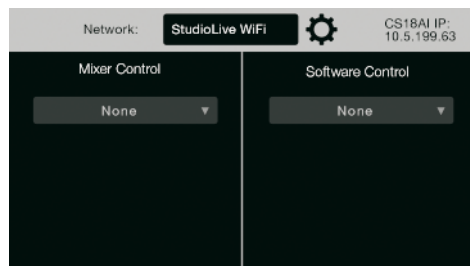 Network: StudioLive WiFi CS18AI IP:
10.5.199.63
Mixer Control Software Control
None None